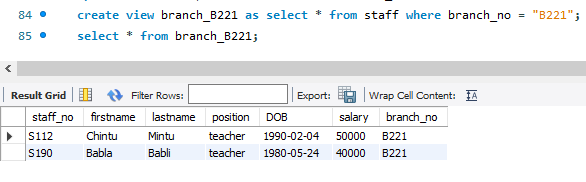 84 create view branch_B221 as select * from staff where branch_no = "B221";
85 select * from branch_B221;
Result Grid Filter Rows: Export: Wrap Cell Content:
staff_no firstname lastname position DOB salary branch_no
S112 Chintu Mintu teacher 1990-02-04 50000 B221
S190 Babla Babli teacher 1980-05-24 40000 B221